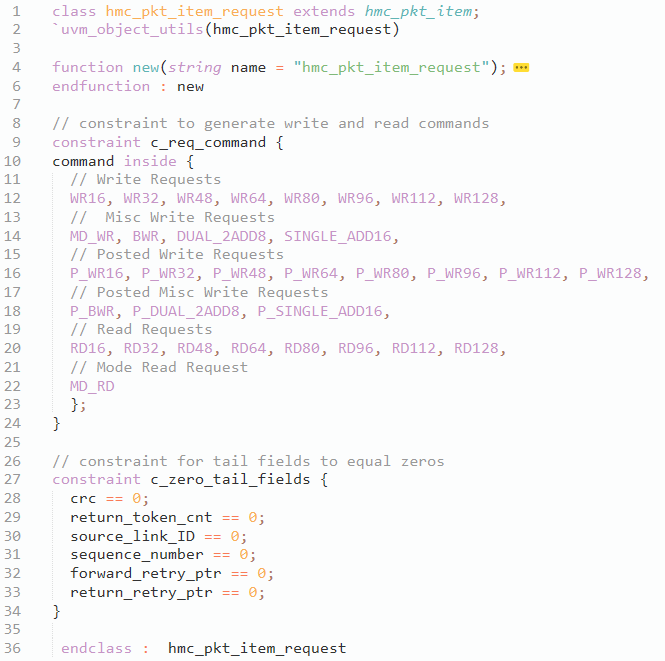 1 class hmc_pkt_item_request extends hmc_pkt_item;
2 `uvm_object_utils(hmc_pkt_item_request)
3
4 function new(string name = "hmc_pkt_item_request"); ...
6 endfunction : new
7
8 // constraint to generate write and read commands
9 constraint c_req_command {
10 command inside {
11 // Write Requests
12 WR16, WR32, WR48, WR64, WR80, WR96, WR112, WR128,
13 //  Misc Write Requests
14 MD_WR, BWR, DUAL_2ADD8, SINGLE_ADD16,
15 // Posted Write Requests
16 P_WR16, P_WR32, P_WR48, P_WR64, P_WR80, P_WR96, P_WR112, P_WR128,
17 // Posted Misc Write Requests
18 P_BWR, P_DUAL_2ADD8, P_SINGLE_ADD16,
19 // Read Requests
20 RD16, RD32, RD48, RD64, RD80, RD96, RD112, RD128,
21 // Mode Read Request
22 MD_RD
23 };
24 }
25
26 // constraint for tail fields to equal zeros
27 constraint c_zero_tail_fields {
28 crc == 0;
29 return_token_cnt == 0;
30 source_link_ID == 0;
31 sequence_number == 0;
32 forward_retry_ptr == 0;
33 return_retry_ptr == 0;
34 }
35
36 endclass :  hmc_pkt_item_request